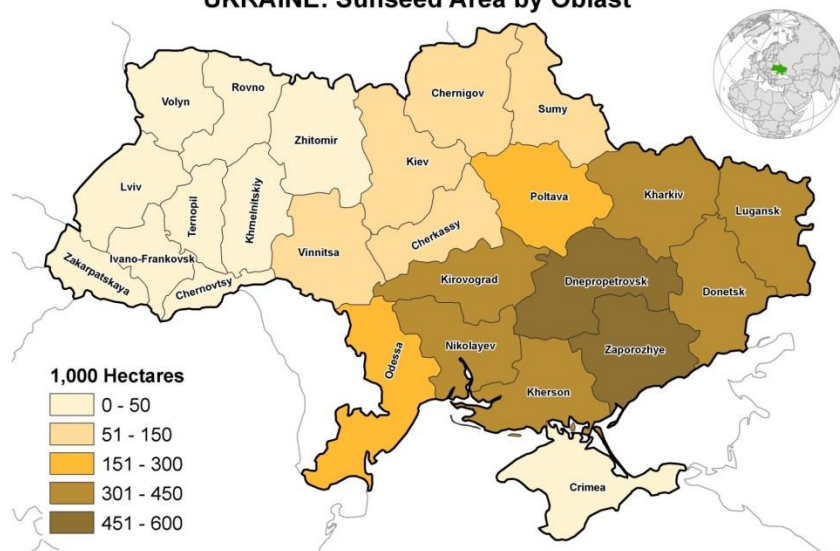 UKRAINE: Sunseed Area by Oblast
Volyn
Rovno
Zhitomir
Chernigov
Sumy
Kiev
Lviv
Ternopil
Khmelnitskiy
Poltava
Kharkiv
Lugansk
Cherkassy
Vinnitsa
Ivano-Frankovsk
Zakarpatskaya
Chernovtsy
Kirovograd
Dnepropetrovsk
Donetsk
Odessa
Nikolayev
Zaporozhye
Kherson
Crimea
1,000 Hectares
0 - 50
51 - 150
151 - 300
301 - 450
451 - 600